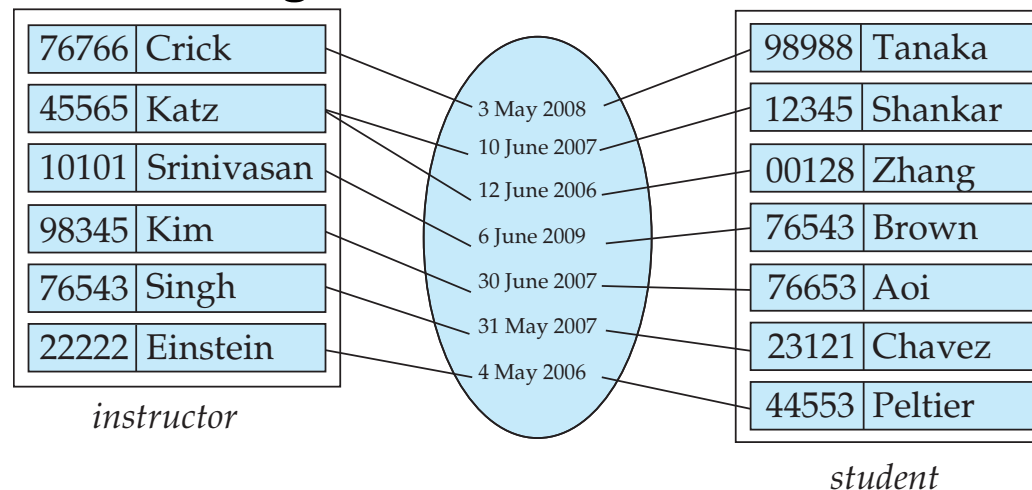 76766 Crick
45565 Katz
10101 Srinivasan
98345 Kim
76543 Singh
22222 Einstein
instructor
3 May 2008
10 June 2007
12 June 2006
6 June 2009
30 June 2007
31 May 2007
4 May 2006
98988 Tanaka
12345 Shankar
00128 Zhang
76543 Brown
76653 Aoi
23121 Chavez
44553 Peltier
student